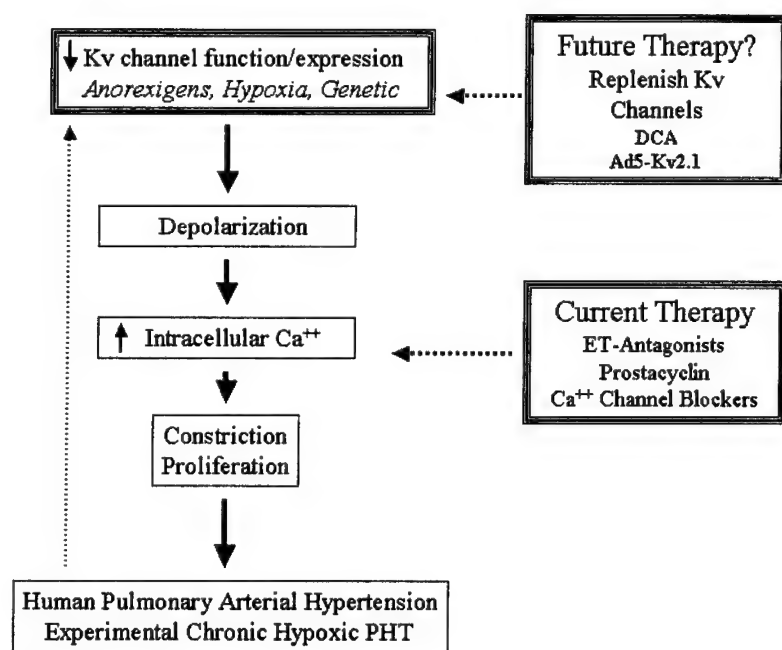 ↓ Kv channel function/expression
Anorexigens, Hypoxia, Genetic
Depolarization
↑ Intracellular Ca⁺⁺
Constriction
Proliferation
Human Pulmonary Arterial Hypertension
Experimental Chronic Hypoxic PHT
Future Therapy?
Replenish Kv
Channels
DCA
Ad5-Kv2.1
Current Therapy
ET-Antagonists
Prostacyclin
Ca⁺⁺ Channel Blockers